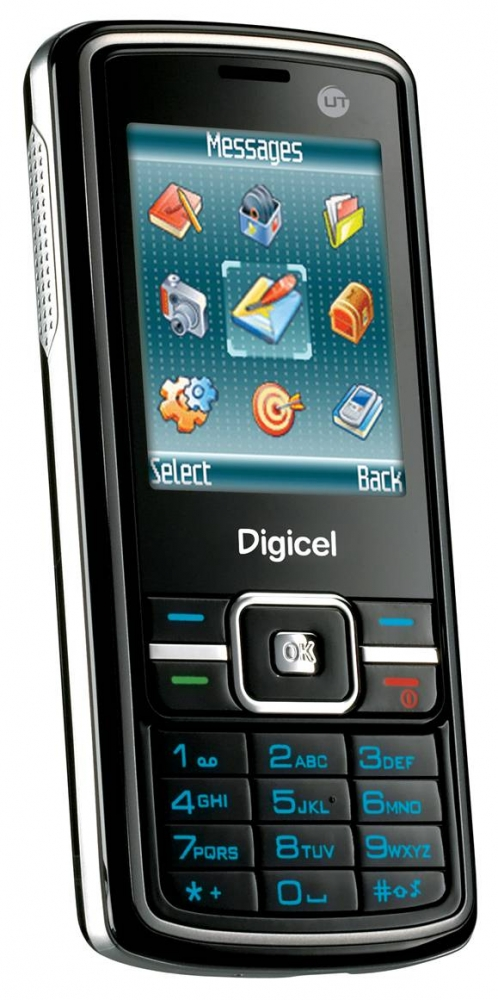 UT
Messages
Select Back
Digicel
OK
1 2ABC 3DEF
4GHI 5JKL 6MNO
7PQRS 8TUV 9WXYZ
*+ 0 #